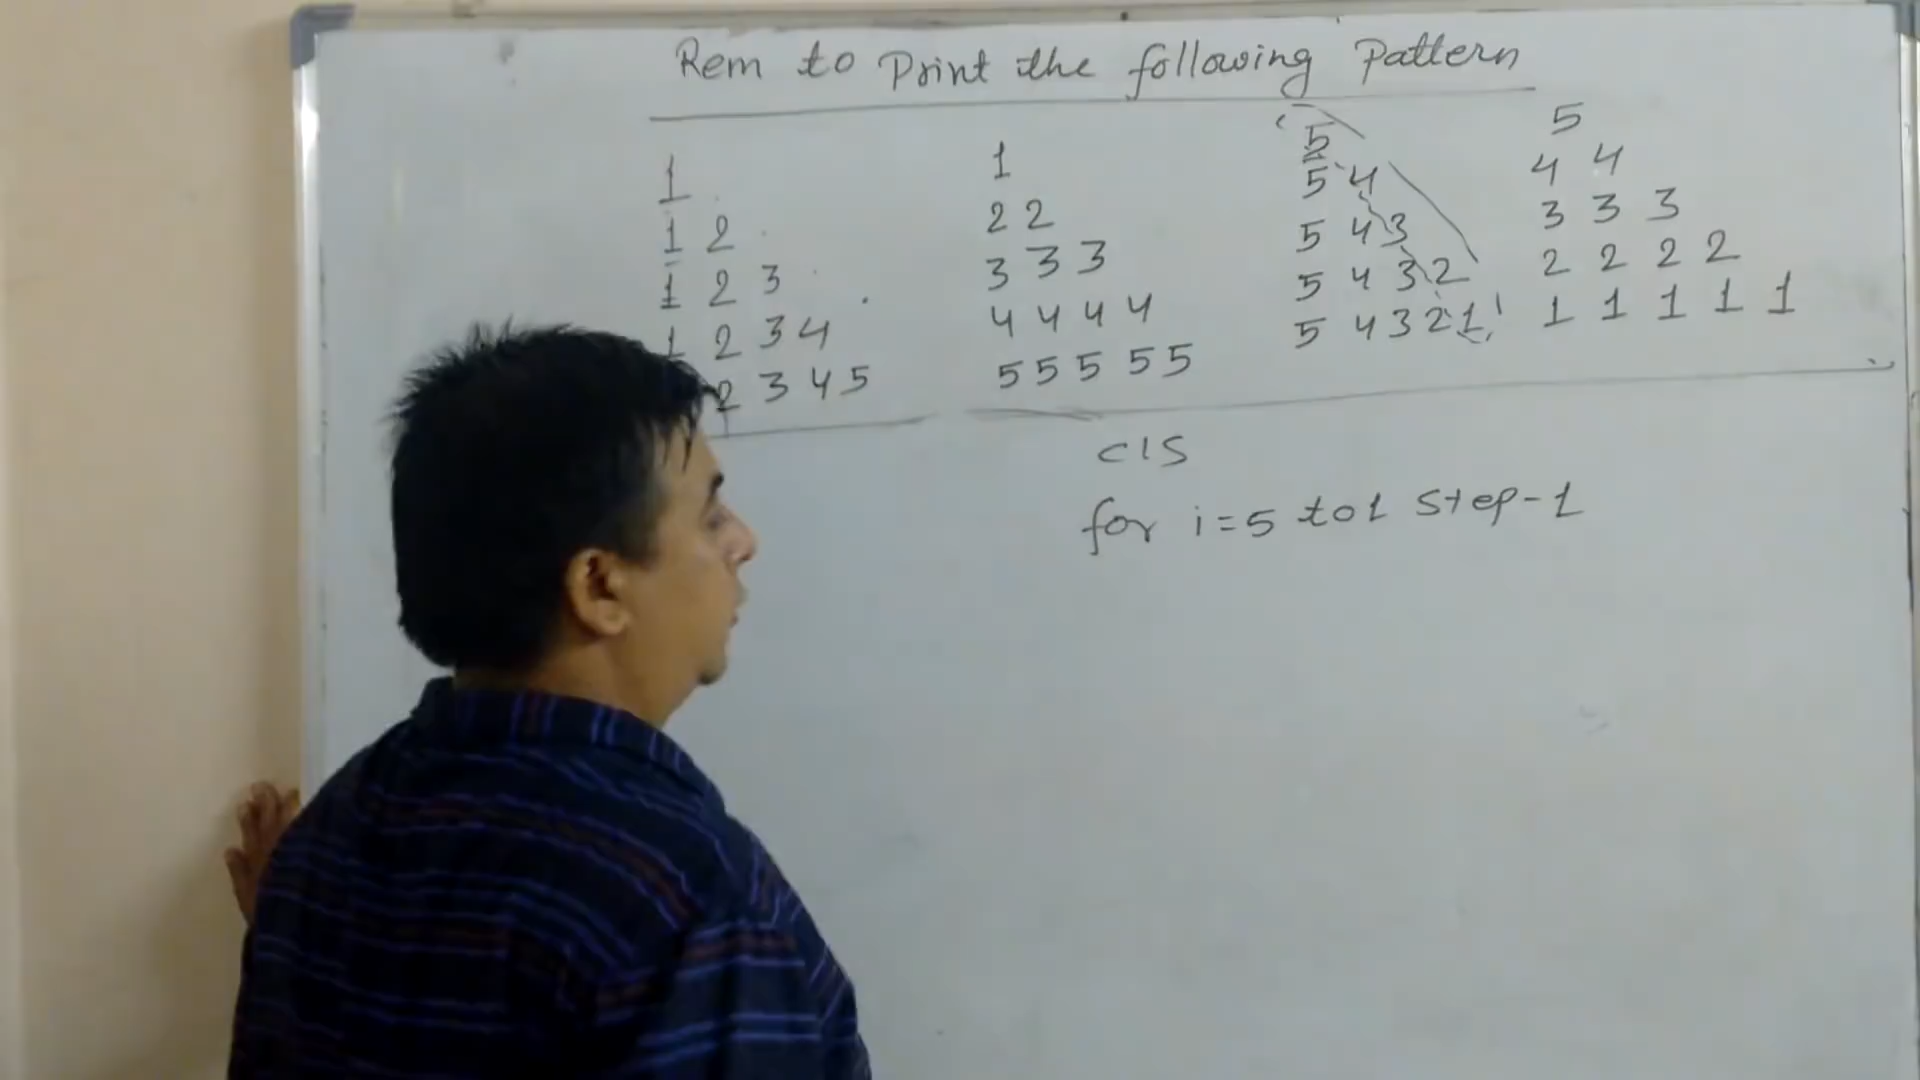 Rem to Print the following Pattern
1
1 2
1 2 3
1 2 3 4
2 3 4 5
1
2 2
3 3 3
4 4 4 4
5 5 5 5 5
5
5 4
5 4 3
5 4 3 2
5 4 3 2 1
5
4 4
3 3 3
2 2 2 2
1 1 1 1 1
cls
for i=5 to 1 Step-1